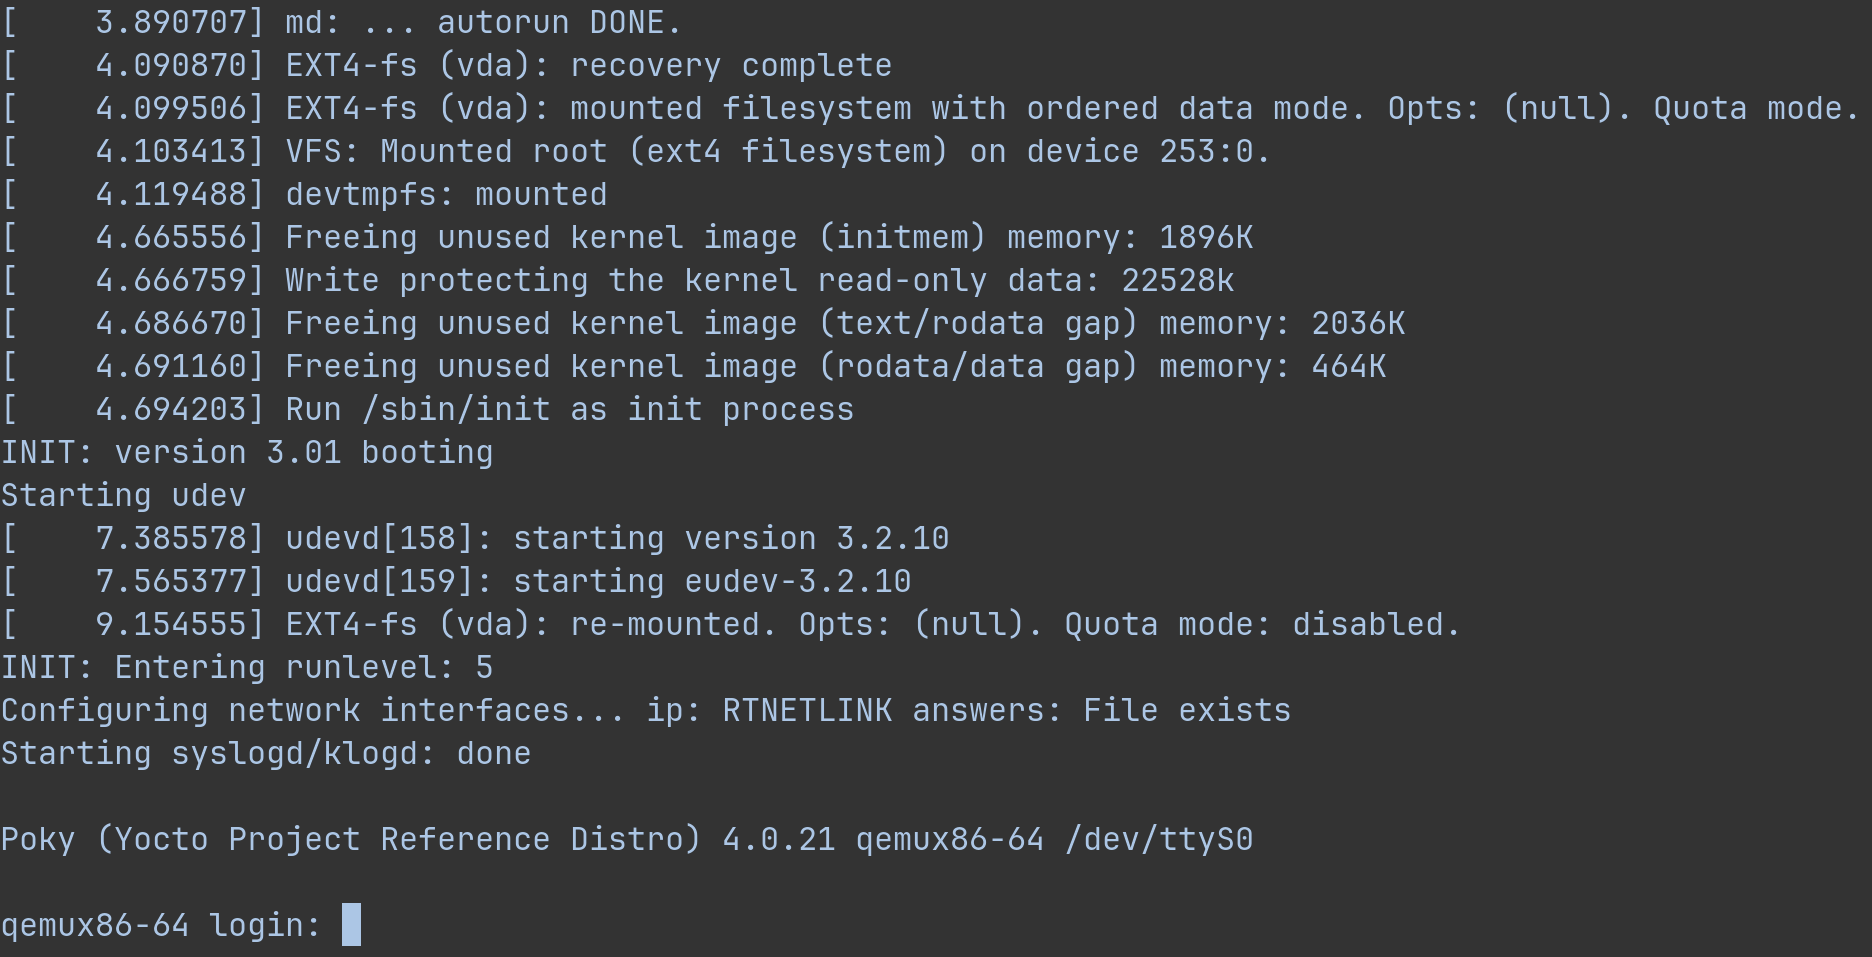 [    3.890707] md: ... autorun DONE.
[    4.090870] EXT4-fs (vda): recovery complete
[    4.099506] EXT4-fs (vda): mounted filesystem with ordered data mode. Opts: (null). Quota mode.
[    4.103413] VFS: Mounted root (ext4 filesystem) on device 253:0.
[    4.119488] devtmpfs: mounted
[    4.665556] Freeing unused kernel image (initmem) memory: 1896K
[    4.666759] Write protecting the kernel read-only data: 22528k
[    4.686670] Freeing unused kernel image (text/rodata gap) memory: 2036K
[    4.691160] Freeing unused kernel image (rodata/data gap) memory: 464K
[    4.694203] Run /sbin/init as init process
INIT: version 3.01 booting
Starting udev
[    7.385578] udevd[158]: starting version 3.2.10
[    7.565377] udevd[159]: starting eudev-3.2.10
[    9.154555] EXT4-fs (vda): re-mounted. Opts: (null). Quota mode: disabled.
INIT: Entering runlevel: 5
Configuring network interfaces... ip: RTNETLINK answers: File exists
Starting syslogd/klogd: done
Poky (Yocto Project Reference Distro) 4.0.21 qemux86-64 /dev/ttyS0
qemux86-64 login: